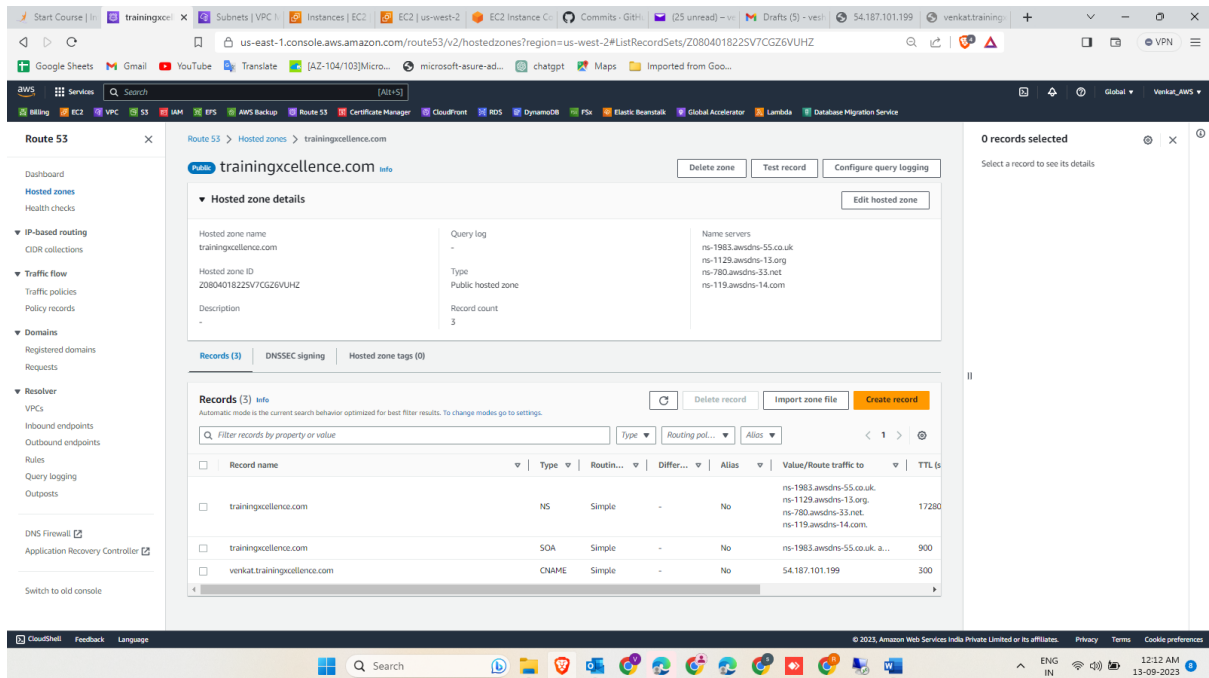 Start Course | In
trainingxcel
Subnets | VPC
Instances | EC2
EC2 | us-west-2
EC2 Instance Co
Commits · GitHu
(25 unread) – ve
Drafts (5) - vesh
54.187.101.199
venkat.training
us-east-1.console.aws.amazon.com/route53/v2/hostedzones?region=us-west-2#ListRecordSets/Z080401822SV7CGZ6VUHZ
VPN
Google Sheets
Gmail
YouTube
Translate
[AZ-104/103]Micro...
microsoft-asure-ad...
chatgpt
Maps
Imported from Goo...
aws
Services
Search
[Alt+S]
Global
Venkat_AWS
Billing
EC2
VPC
S3
IAM
EFS
AWS Backup
Route 53
Certificate Manager
CloudFront
RDS
DynamoDB
FSx
Elastic Beanstalk
Global Accelerator
Lambda
Database Migration Service
Route 53
Dashboard
Hosted zones
Health checks
IP-based routing
CIDR collections
Traffic flow
Traffic policies
Policy records
Domains
Registered domains
Requests
Resolver
VPCs
Inbound endpoints
Outbound endpoints
Rules
Query logging
Outposts
DNS Firewall
Application Recovery Controller
Switch to old console
Route 53 > Hosted zones > trainingxcellence.com
Public trainingxcellence.com Info
Delete zone
Test record
Configure query logging
Hosted zone details
Edit hosted zone
Hosted zone name
trainingxcellence.com
Hosted zone ID
Z080401822SV7CGZ6VUHZ
Description
-
Query log
-
Type
Public hosted zone
Record count
3
Name servers
ns-1983.awsdns-55.co.uk
ns-1129.awsdns-13.org
ns-780.awsdns-33.net
ns-119.awsdns-14.com
Records (3)
DNSSEC signing
Hosted zone tags (0)
Records (3) Info
Automatic mode is the current search behavior optimized for best filter results. To change modes go to settings.
Delete record
Import zone file
Create record
Filter records by property or value
Type
Routing pol...
Alias
1
Record name Type Routin... Differ... Alias Value/Route traffic to TTL (s
trainingxcellence.com NS Simple - No
ns-1983.awsdns-55.co.uk.
ns-1129.awsdns-13.org.
ns-780.awsdns-33.net.
ns-119.awsdns-14.com.
17280
trainingxcellence.com SOA Simple - No ns-1983.awsdns-55.co.uk. a... 900
venkat.trainingxcellence.com CNAME Simple - No 54.187.101.199 300
0 records selected
Select a record to see its details
CloudShell
Feedback
Language
© 2023, Amazon Web Services India Private Limited or its affiliates.
Privacy
Terms
Cookie preferences
Search
ENG
IN
12:12 AM
13-09-2023
8